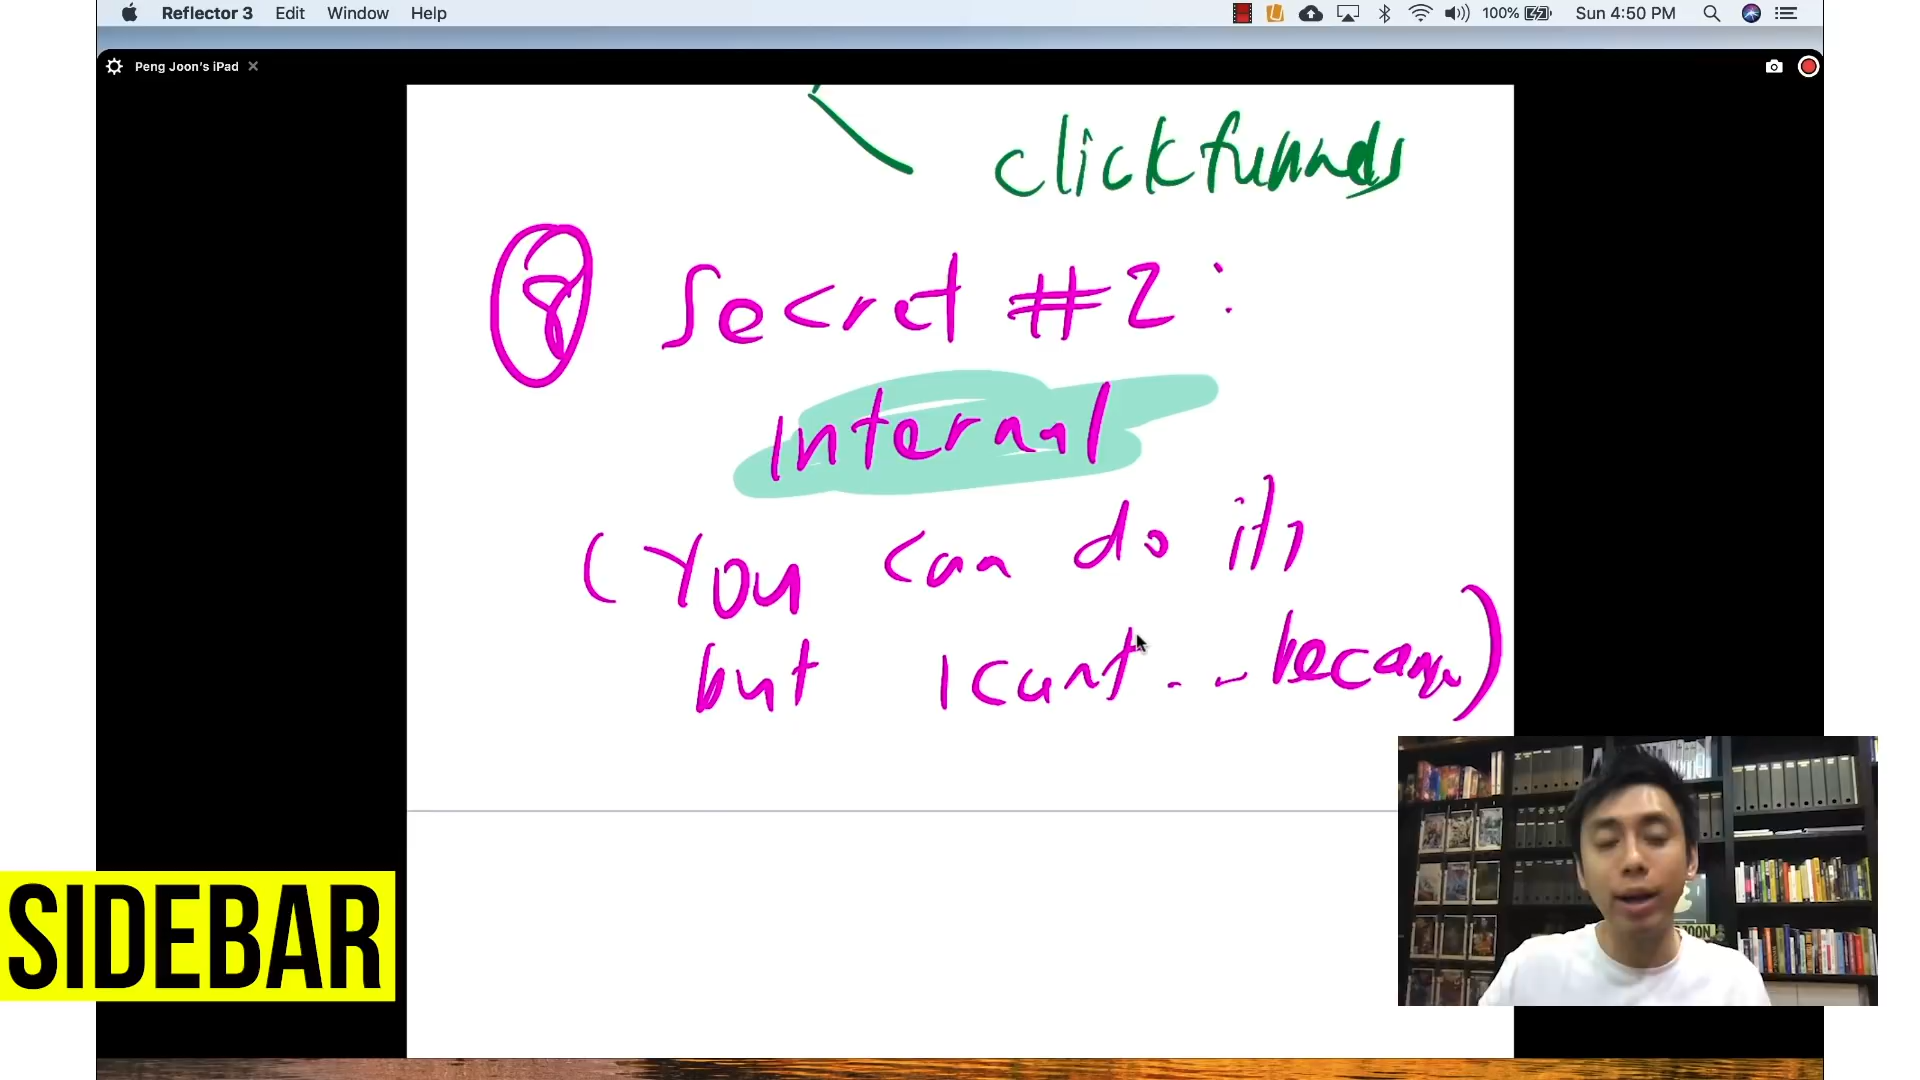 Reflector 3 Edit Window Help 100% Sun 4:50 PM
Peng Joon's iPad
clickfunnels
8 Secret #2:
Internal
(You can do it,
but I cant... because)
SIDEBAR